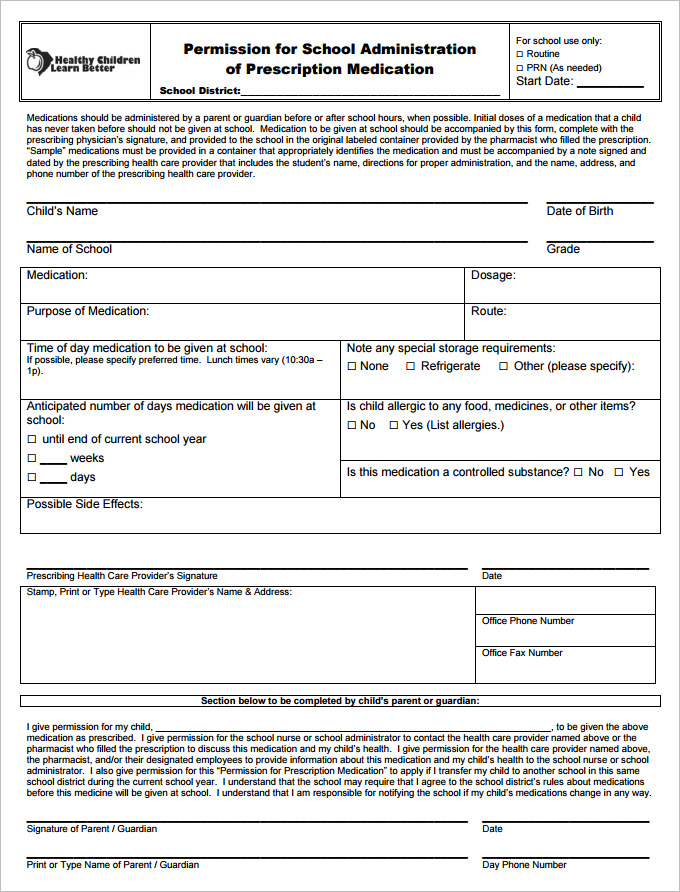 Healthy Children
Learn Better
Permission for School Administration
of Prescription Medication
School District:
For school use only:
☐ Routine
☐ PRN (As needed)
Start Date: __________
Medications should be administered by a parent or guardian before or after school hours, when possible. Initial doses of a medication that a child
has never taken before should not be given at school. Medication to be given at school should be accompanied by this form, complete with the
prescribing physician's signature, and provided to the school in the original labeled container provided by the pharmacist who filled the prescription.
"Sample" medications must be provided in a container that appropriately identifies the medication and must be accompanied by a note signed and
dated by the prescribing health care provider that includes the student's name, directions for proper administration, and the name, address, and
phone number of the prescribing health care provider.
Child's Name
Date of Birth
Name of School
Grade
Medication:
Dosage:
Purpose of Medication:
Route:
Time of day medication to be given at school:
If possible, please specify preferred time. Lunch times vary (10:30a –
1p).
Note any special storage requirements:
☐ None ☐ Refrigerate ☐ Other (please specify):
Anticipated number of days medication will be given at
school:
☐ until end of current school year
☐ ____ weeks
☐ ____ days
Is child allergic to any food, medicines, or other items?
☐ No ☐ Yes (List allergies.)
Is this medication a controlled substance? ☐ No ☐ Yes
Possible Side Effects:
Prescribing Health Care Provider's Signature
Date
Stamp, Print or Type Health Care Provider's Name & Address:
Office Phone Number
Office Fax Number
Section below to be completed by child's parent or guardian:
I give permission for my child, ____________________, to be given the above
medication as prescribed. I give permission for the school nurse or school administrator to contact the health care provider named above or the
pharmacist who filled the prescription to discuss this medication and my child's health. I give permission for the health care provider named above,
the pharmacist, and/or their designated employees to provide information about this medication and my child's health to the school nurse or school
administrator. I also give permission for this "Permission for Prescription Medication" to apply if I transfer my child to another school in this same
school district during the current school year. I understand that the school may require that I agree to the school district's rules about medications
before this medicine will be given at school. I understand that I am responsible for notifying the school if my child's medications change in any way.
Signature of Parent / Guardian
Date
Print or Type Name of Parent / Guardian
Day Phone Number